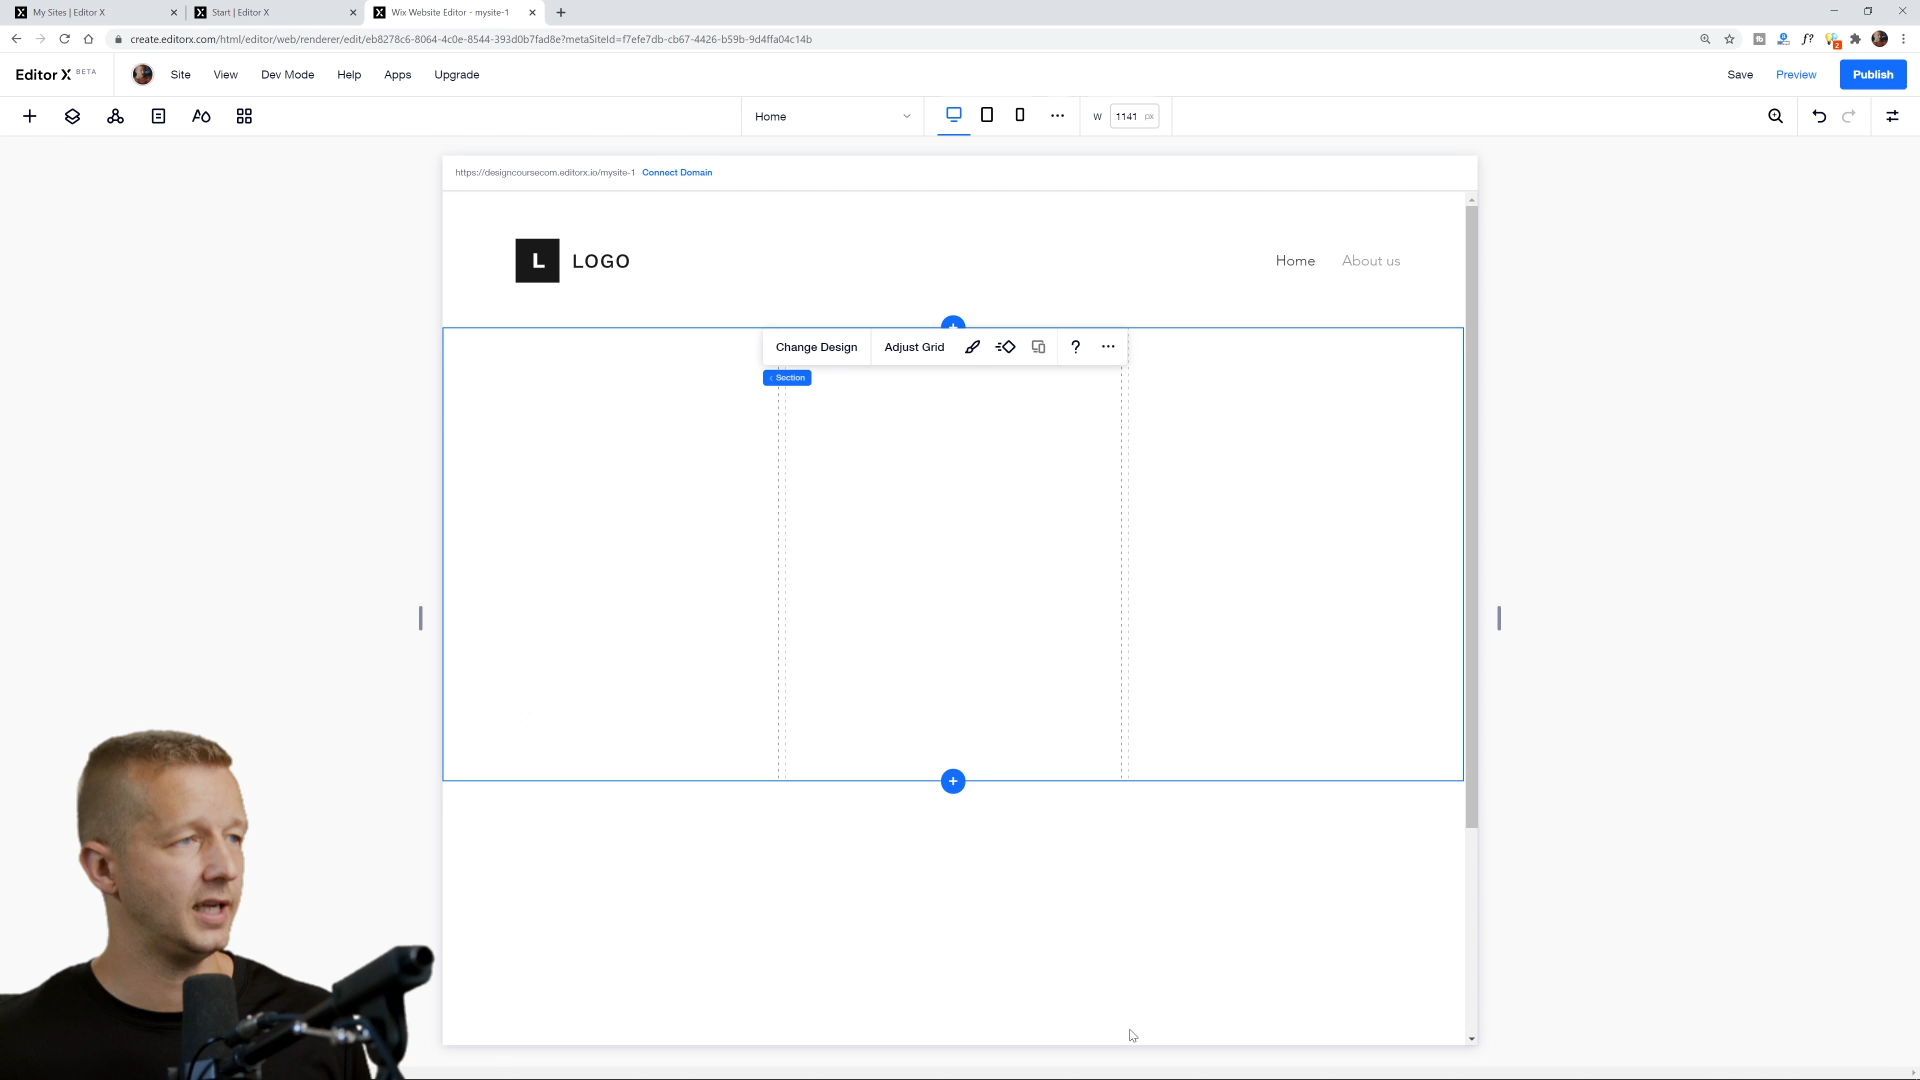 My Sites | Editor X
Start | Editor X
Wix Website Editor - mysite-1
create.editorx.com/html/editor/web/renderer/edit/eb8278c6-8064-4c0e-8544-393d0b7fad8e?metaSiteId=f7efe7db-cb67-4426-b59b-9d4ffa04c14b
f?
2
Editor X BETA
Site
View
Dev Mode
Help
Apps
Upgrade
Save
Preview
Publish
Home
W 1141 px
https://designcoursecom.editorx.io/mysite-1 Connect Domain
L LOGO
Home
About us
Change Design
Adjust Grid
?
< Section